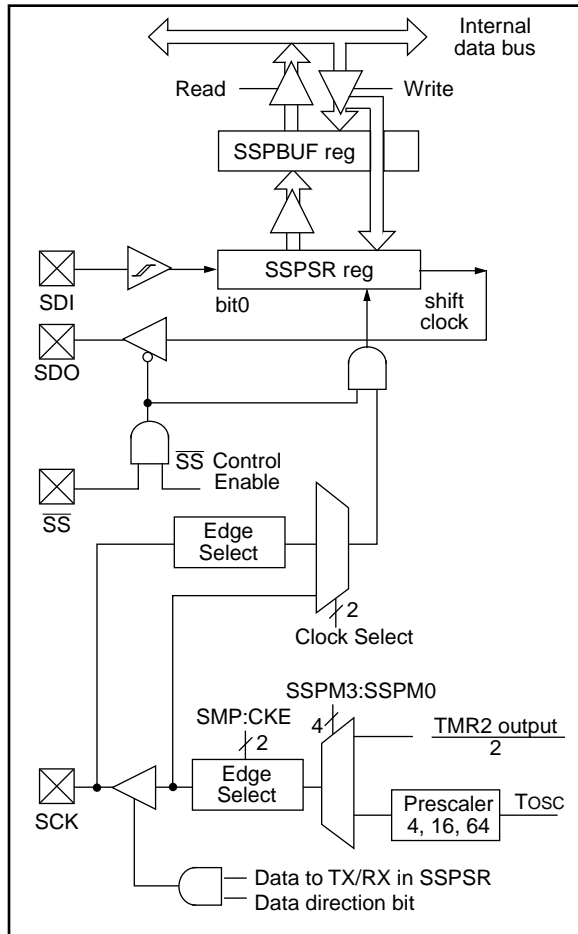 Internal
data bus
Read
Write
SSPBUF reg
SSPSR reg
SDI
bit0
shift
clock
SDO
SS Control
Enable
SS
Edge
Select
2
Clock Select
SSPM3:SSPM0
SMP:CKE
4
TMR2 output
2
2
Edge
Select
Prescaler
4, 16, 64
TOSC
SCK
Data to TX/RX in SSPSR
Data direction bit